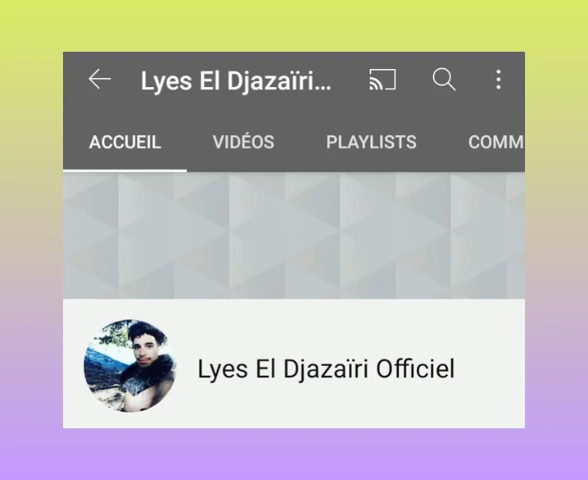 Lyes El Djazaïri...
ACCUEIL VIDÉOS PLAYLISTS COMM
Lyes El Djazaïri Officiel